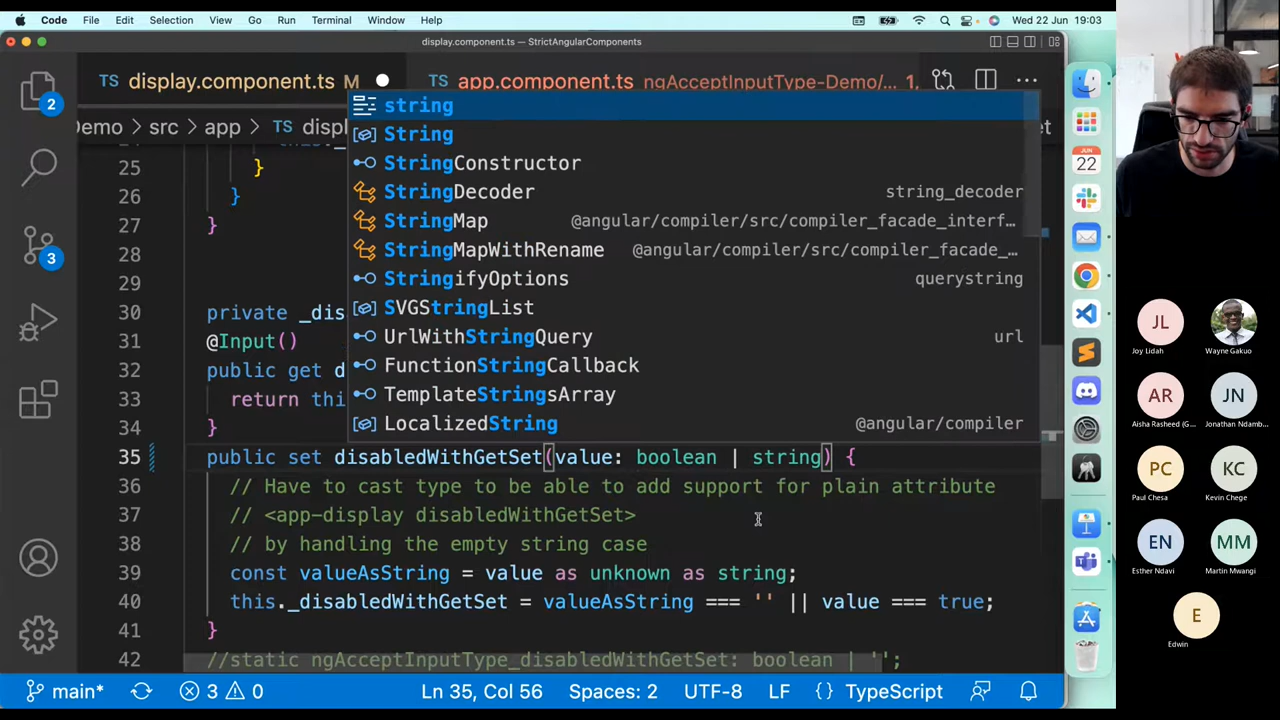 Code File Edit Selection View Go Run Terminal Window Help Wed 22 Jun 19:03
display.component.ts — StrictAngularComponents
TS display.component.ts M TS app.component.ts ngAcceptInputType-Demo/... 1,
Demo > src > app > TS
string
String
StringConstructor
StringDecoder string_decoder
StringMap @angular/compiler/src/compiler_facade_interf…
StringMapWithRename @angular/compiler/src/compiler_facade_…
StringifyOptions querystring
SVGStringList
UrlWithStringQuery url
FunctionStringCallback
TemplateStringsArray
LocalizedString @angular/compiler
25 }
26 }
27 }
28
29
30 private _dis
31 @Input()
32 public get d
33 return thi
34 }
35 public set disabledWithGetSet(value: boolean | string) {
36 // Have to cast type to be able to add support for plain attribute
37 // <app-display disabledWithGetSet>
38 // by handling the empty string case
39 const valueAsString = value as unknown as string;
40 this._disabledWithGetSet = valueAsString === '' || value === true;
41 }
42 //static ngAcceptInputType_disabledWithGetSet: boolean | '';
2
3
main* 3 0 Ln 35, Col 56 Spaces: 2 UTF-8 LF {} TypeScript
JUN
22
JL
Joy Lidah
Wayne Gakuo
AR
Aisha Rasheed (G
JN
Jonathan Ndamb...
PC
Paul Chesa
KC
Kevin Chege
EN
Esther Ndavi
MM
Martin Mwangi
E
Edwin